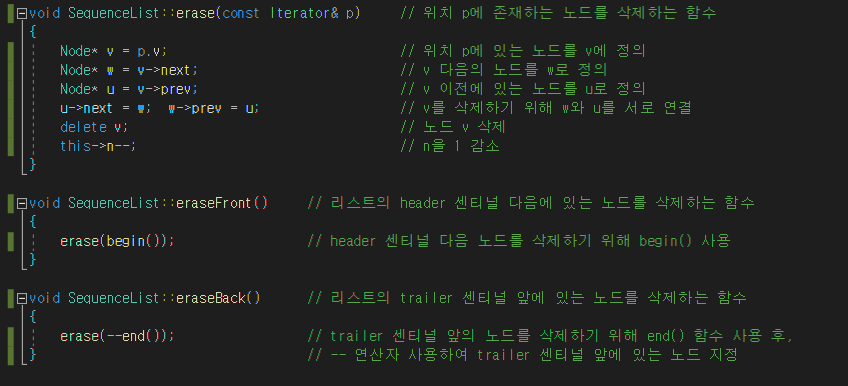 void SequenceList::erase(const Iterator& p) // 위치 p에 존재하는 노드를 삭제하는 함수
{
Node* v = p.v; // 위치 p에 있는 노드를 v에 정의
Node* w = v->next; // v 다음의 노드를 w로 정의
Node* u = v->prev; // v 이전에 있는 노드를 u로 정의
u->next = w; w->prev = u; // v를 삭제하기 위해 w와 u를 서로 연결
delete v; // 노드 v 삭제
this->n--; // n을 1 감소
}
void SequenceList::eraseFront() // 리스트의 header 센티널 다음에 있는 노드를 삭제하는 함수
{
erase(begin()); // header 센티널 다음 노드를 삭제하기 위해 begin() 사용
}
void SequenceList::eraseBack() // 리스트의 trailer 센티널 앞에 있는 노드를 삭제하는 함수
{
erase(--end()); // trailer 센티널 앞의 노드를 삭제하기 위해 end() 함수 사용 후,
} // -- 연산자 사용하여 trailer 센티널 앞에 있는 노드 지정